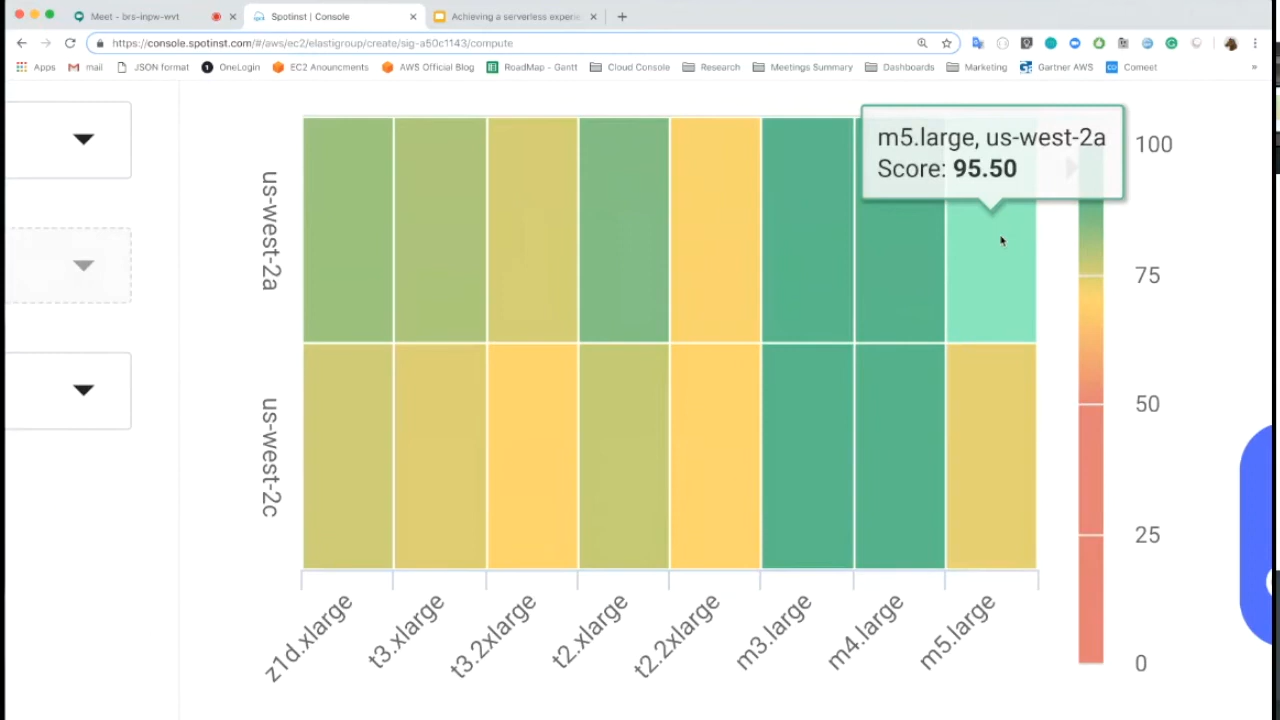 Meet - brs-inpw-wvt
Spotinst | Console
Achieving a serverless experi
https://console.spotinst.com/#/aws/ec2/elastigroup/create/sig-a50c1143/compute
Apps
mail
JSON format
OneLogin
EC2 Anouncments
AWS Official Blog
RoadMap - Gantt
Cloud Console
Research
Meetings Summary
Dashboards
Marketing
Gartner AWS
Comeet
»
m5.large, us-west-2a
Score: 95.50
us-west-2a
us-west-2c
100
75
50
25
0
z1d.xlarge
t3.xlarge
t3.2xlarge
t2.xlarge
t2.2xlarge
m3.large
m4.large
m5.large